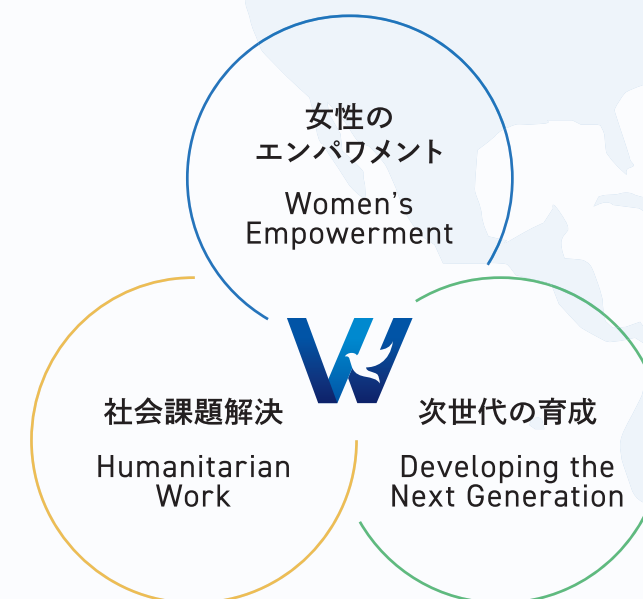 女性の
エンパワメント
Women's
Empowerment
W
社会課題解決
Humanitarian
Work
次世代の育成
Developing the
Next Generation